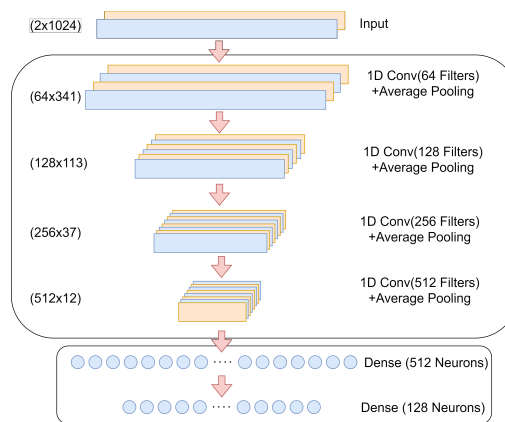 (2x1024)
Input
(64x341)
1D Conv(64 Filters)
+Average Pooling
(128x113)
1D Conv(128 Filters)
+Average Pooling
(256x37)
1D Conv(256 Filters)
+Average Pooling
(512x12)
1D Conv(512 Filters)
+Average Pooling
....
Dense (512 Neurons)
....
Dense (128 Neurons)